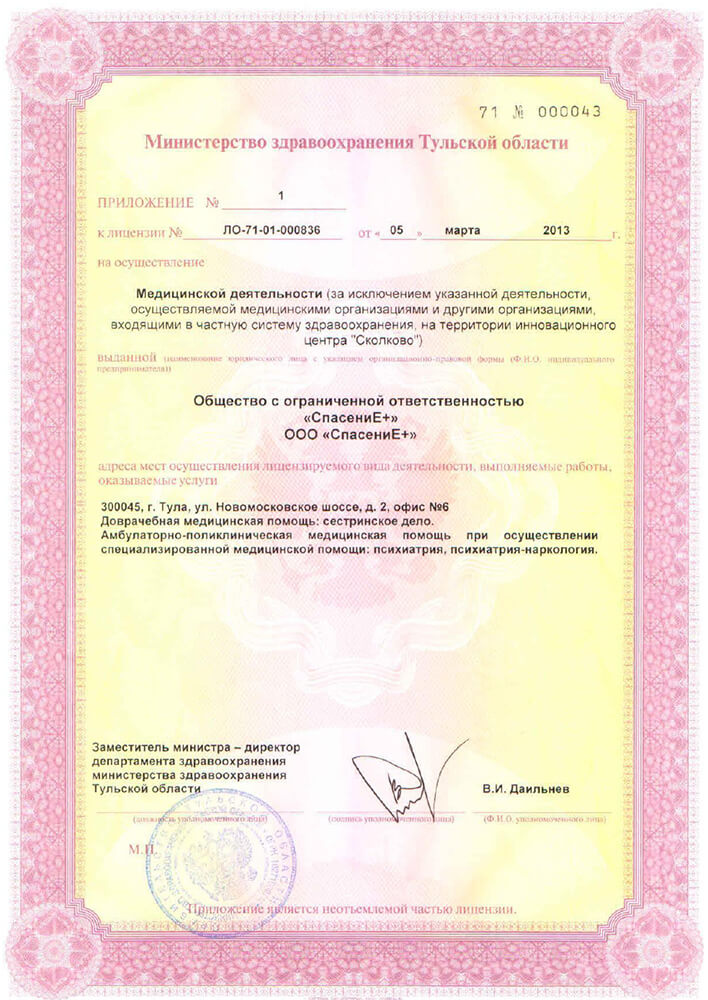 71 № 000043
Министерство здравоохранения Тульской области
ПРИЛОЖЕНИЕ № 1
к лицензии № ЛО-71-01-000836 от « 05 » марта 2013 г.
на осуществление
Медицинской деятельности (за исключением указанной деятельности,
осуществляемой медицинскими организациями и другими организациями,
входящими в частную систему здравоохранения, на территории инновационного
центра "Сколково")
выданной (наименование юридического лица с указанием организационно-правовой формы (Ф.И.О. индивидуального
предпринимателя))
Общество с ограниченной ответственностью
«СпасениЕ+»
ООО «СпасениЕ+»
адреса мест осуществления лицензируемого вида деятельности, выполняемые работы,
оказываемые услуги
300045, г. Тула, ул. Новомосковское шоссе, д. 2, офис №6
Доврачебная медицинская помощь: сестринское дело.
Амбулаторно-поликлиническая медицинская помощь при осуществлении
специализированной медицинской помощи: психиатрия, психиатрия-наркология.
Заместитель министра – директор
департамента здравоохранения
министерства здравоохранения
Тульской области
В.И. Даильнев
(должность уполномоченного лица) (подпись уполномоченного лица) (Ф.И.О. уполномоченного лица)
М.П.
Приложение является неотъемлемой частью лицензии.